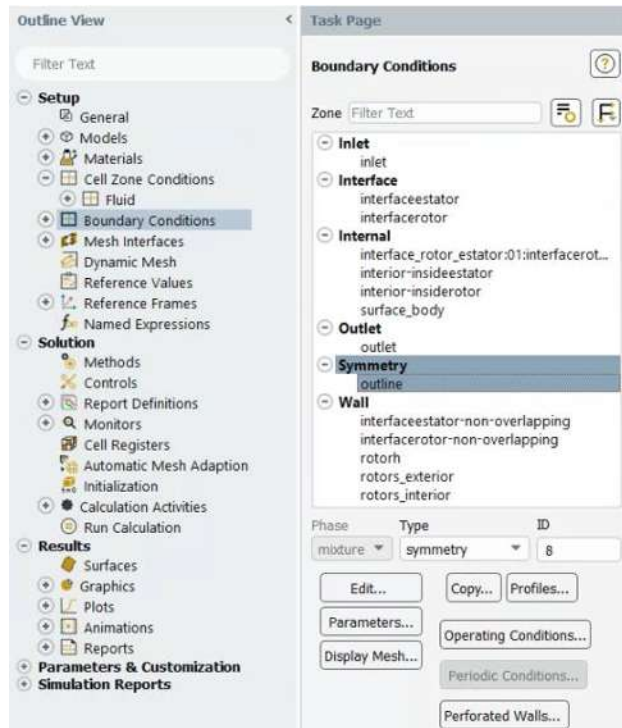 Outline View
<
Filter Text
Setup
General
Models
Materials
Cell Zone Conditions
Fluid
Boundary Conditions
Mesh Interfaces
Dynamic Mesh
Reference Values
Reference Frames
Named Expressions
Solution
Methods
Controls
Report Definitions
Monitors
Cell Registers
Automatic Mesh Adaption
Initialization
Calculation Activities
Run Calculation
Results
Surfaces
Graphics
Plots
Animations
Reports
Parameters & Customization
Simulation Reports
Task Page
Boundary Conditions
?
Zone Filter Text
Inlet
inlet
Interface
interfaceestator
interfacerotor
Internal
interface_rotor_estator:01:interfacerot...
interior-insideestator
interior-insiderotor
surface_body
Outlet
outlet
Symmetry
outline
Wall
interfaceestator-non-overlapping
interfacerotor-non-overlapping
rotorh
rotors_exterior
rotors_interior
Phase Type ID
mixture symmetry 8
Edit... Copy... Profiles...
Parameters... Operating Conditions...
Display Mesh... Periodic Conditions...
Perforated Walls...